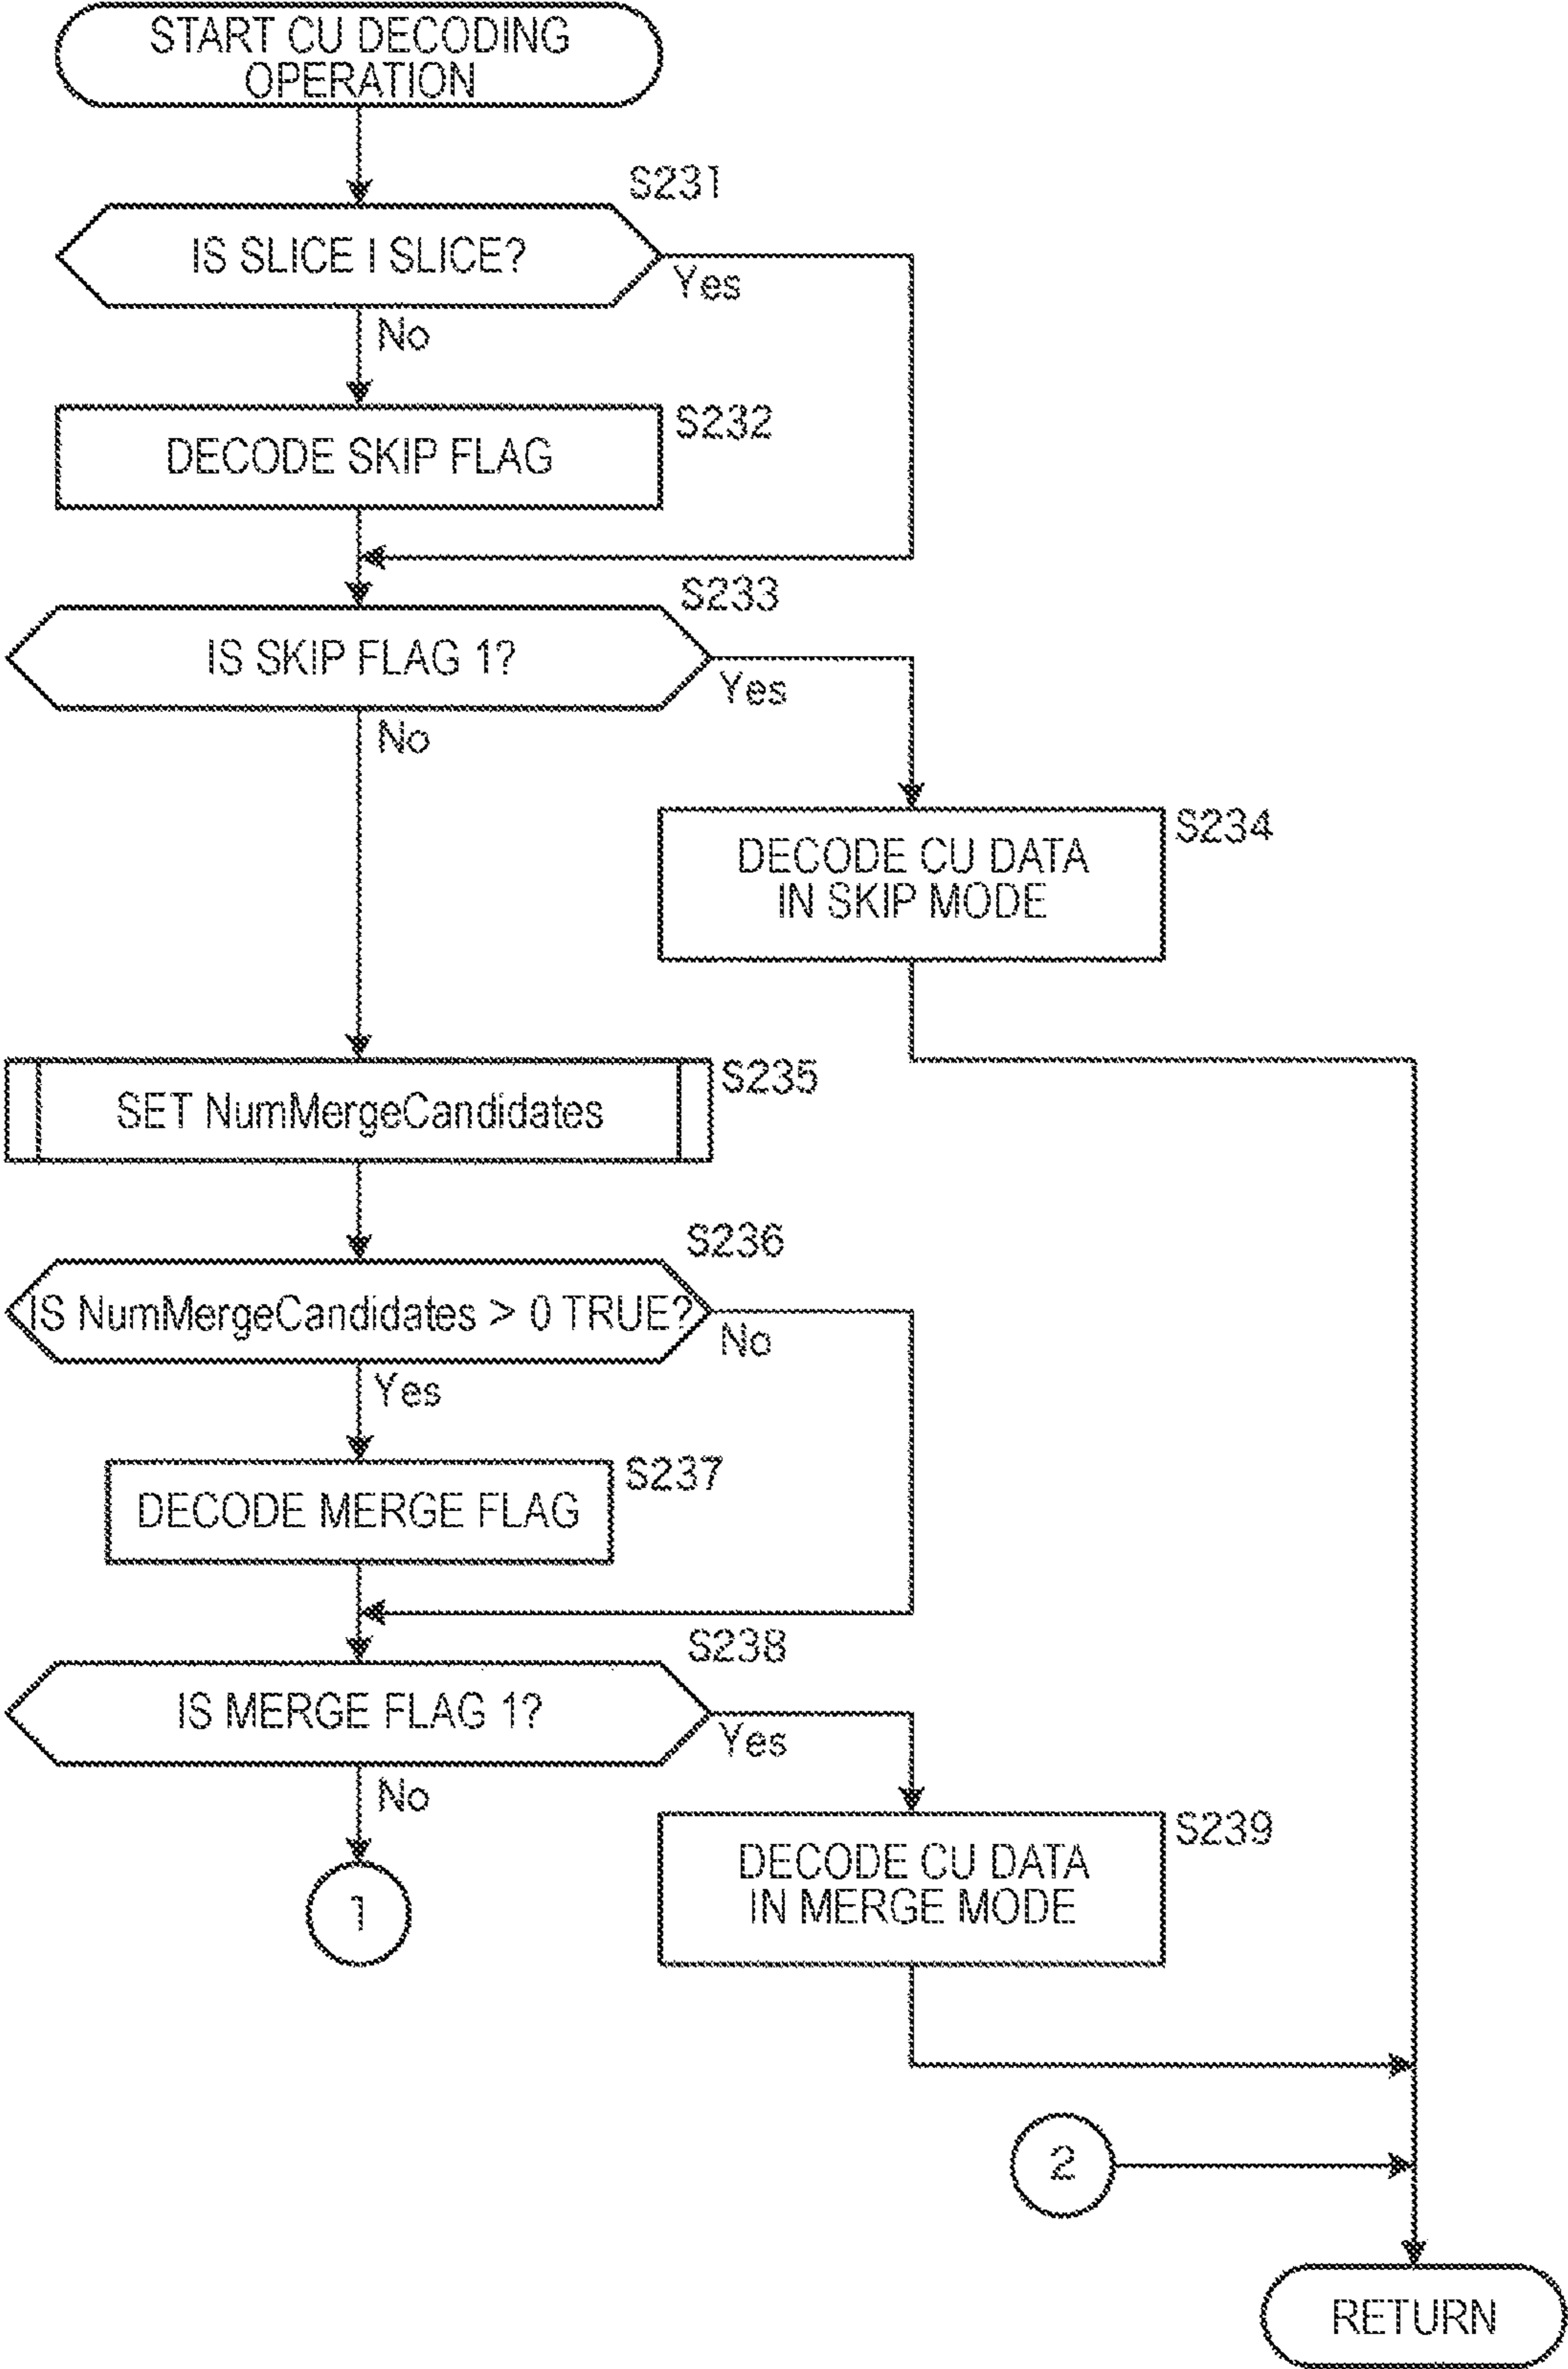 START CU DECODING
OPERATION
S231
IS SLICE I SLICE?
Yes
No
S232
DECODE SKIP FLAG
S233
IS SKIP FLAG 1?
Yes
No
S234
DECODE CU DATA
IN SKIP MODE
S235
SET NumMergeCandidates
S236
IS NumMergeCandidates > 0 TRUE?
No
Yes
S237
DECODE MERGE FLAG
S238
IS MERGE FLAG 1?
Yes
No
S239
DECODE CU DATA
IN MERGE MODE
1
2
RETURN